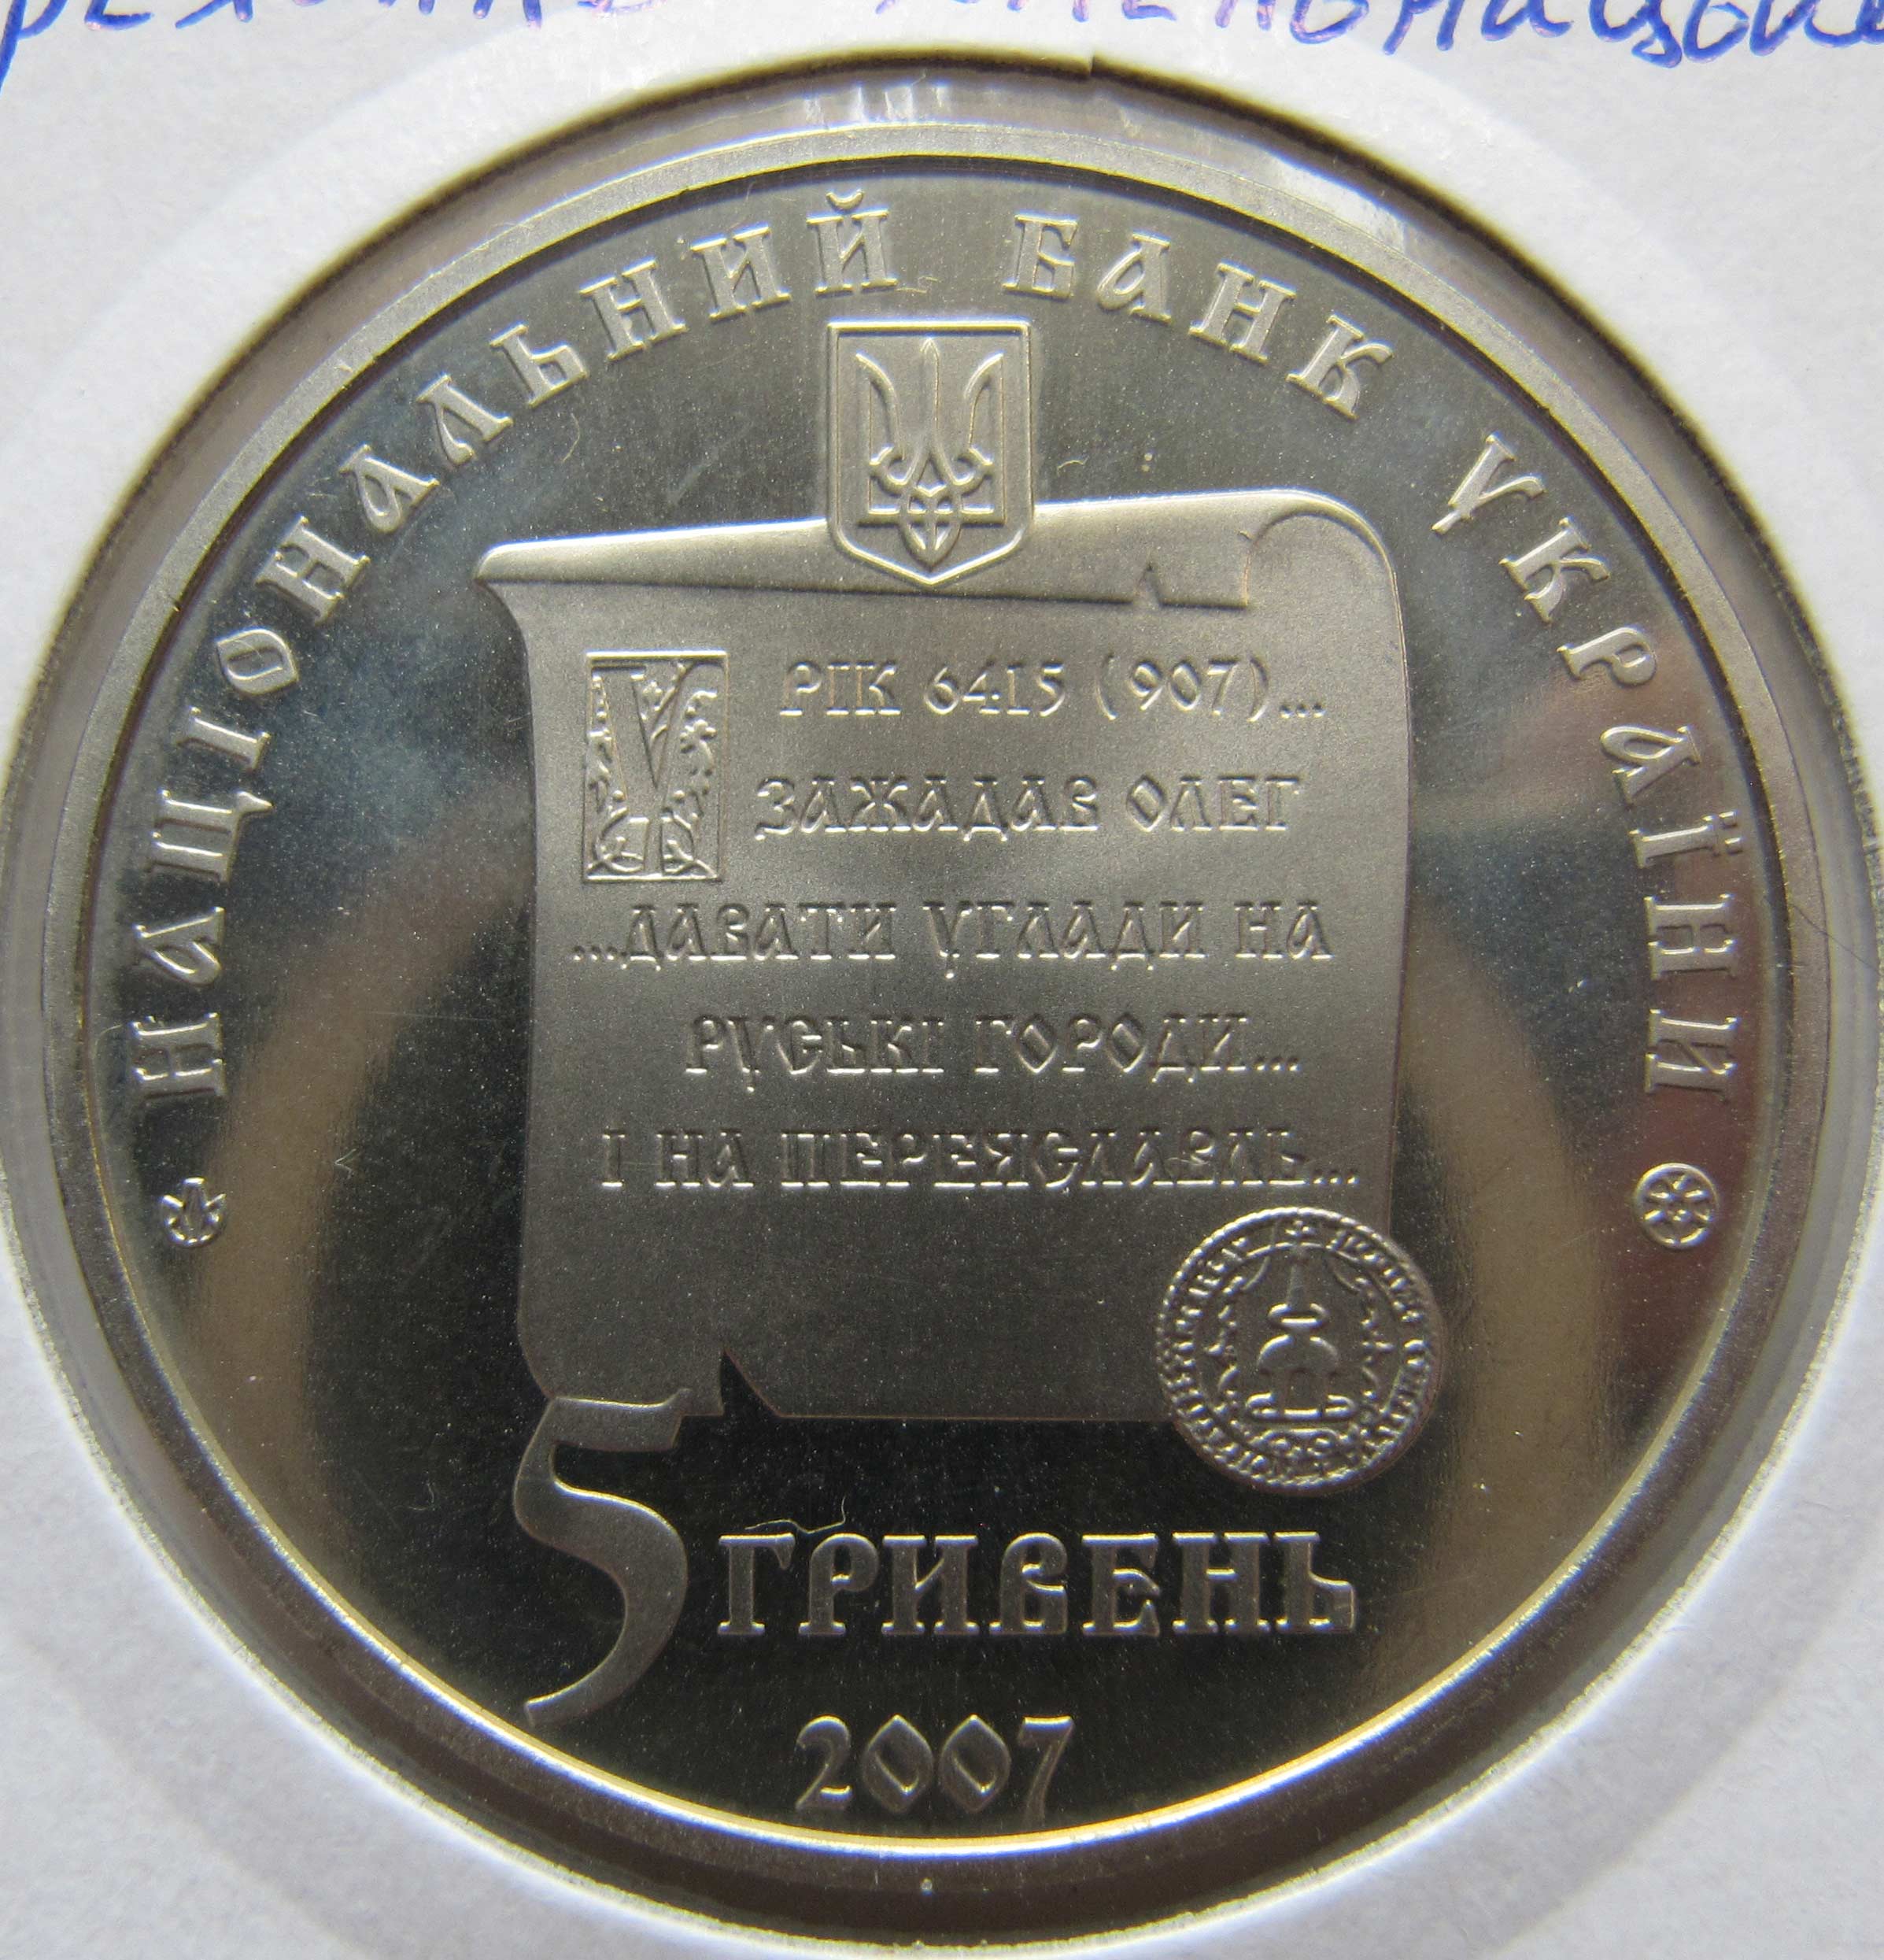 НАЦІОНАЛЬНИЙ БАНК УКРАЇНИ
У РІК 6415 (907)...
ЗАЖАДАВ ОЛЕГ
...ДАВАТИ УГЛАДИ НА
РУСЬКІ ГОРОДИ...
І НА ПЕРЕЯСЛАВЛЬ...
5 ГРИВЕНЬ
2007